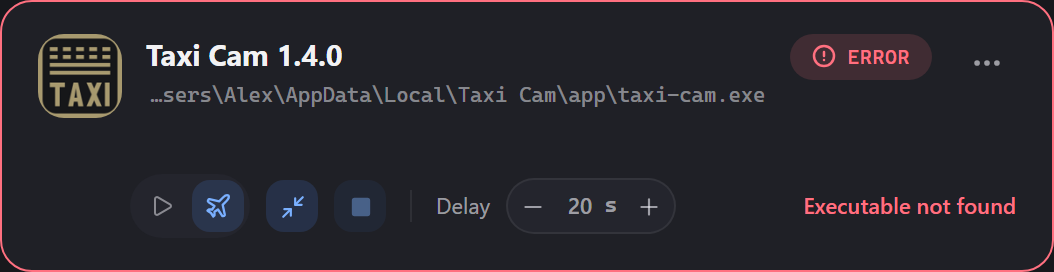 Taxi Cam 1.4.0
ERROR
...
…sers\Alex\AppData\Local\Taxi Cam\app\taxi-cam.exe
TAXI
Delay
20 s
Executable not found